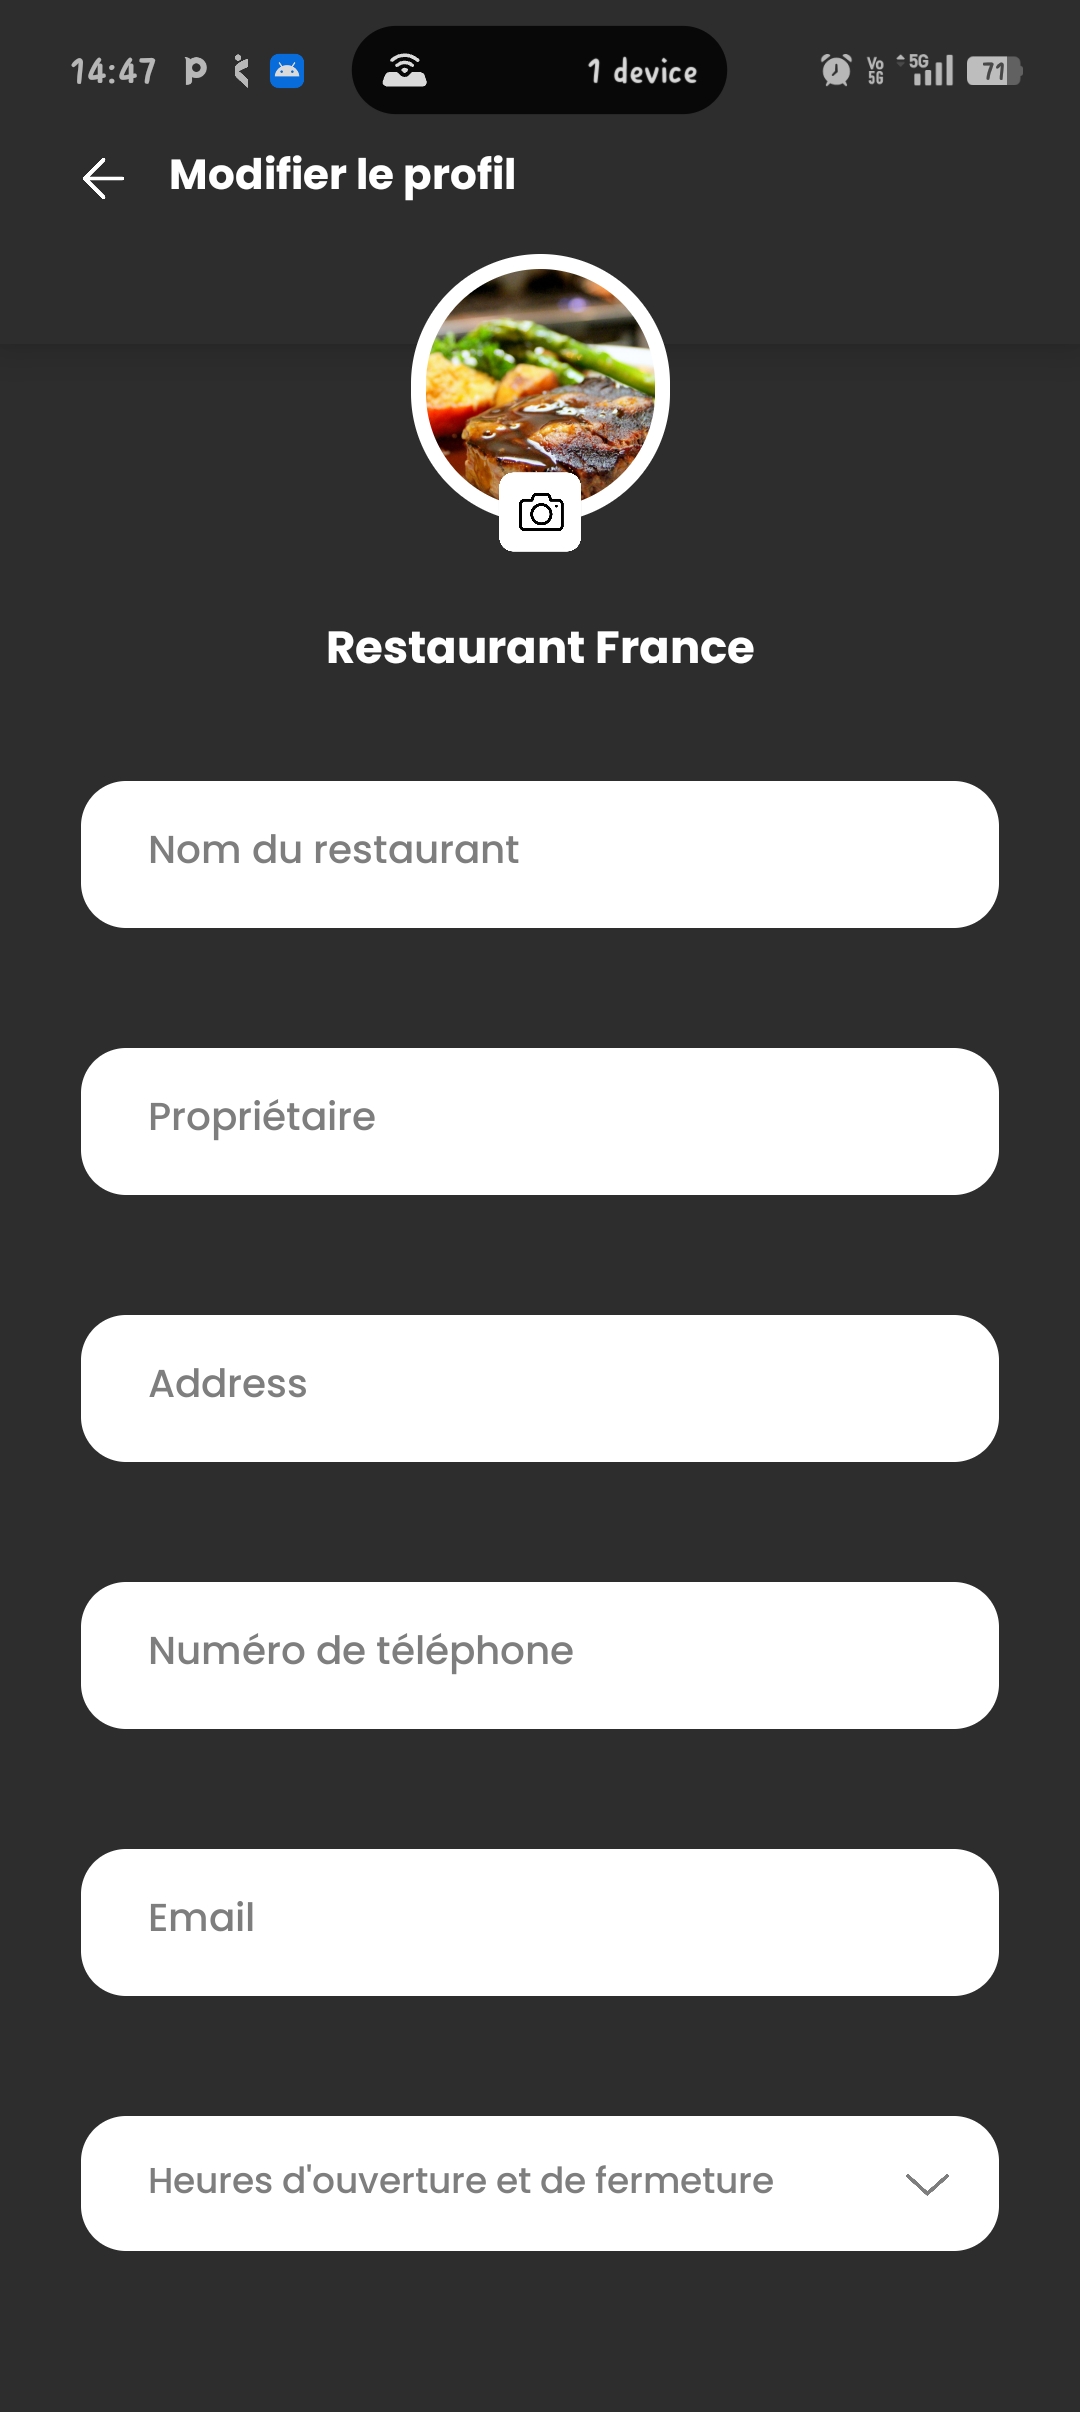 14:47
1 device
Vo
5G
5G
71
Modifier le profil
Restaurant France
Nom du restaurant
Propriétaire
Address
Numéro de téléphone
Email
Heures d'ouverture et de fermeture